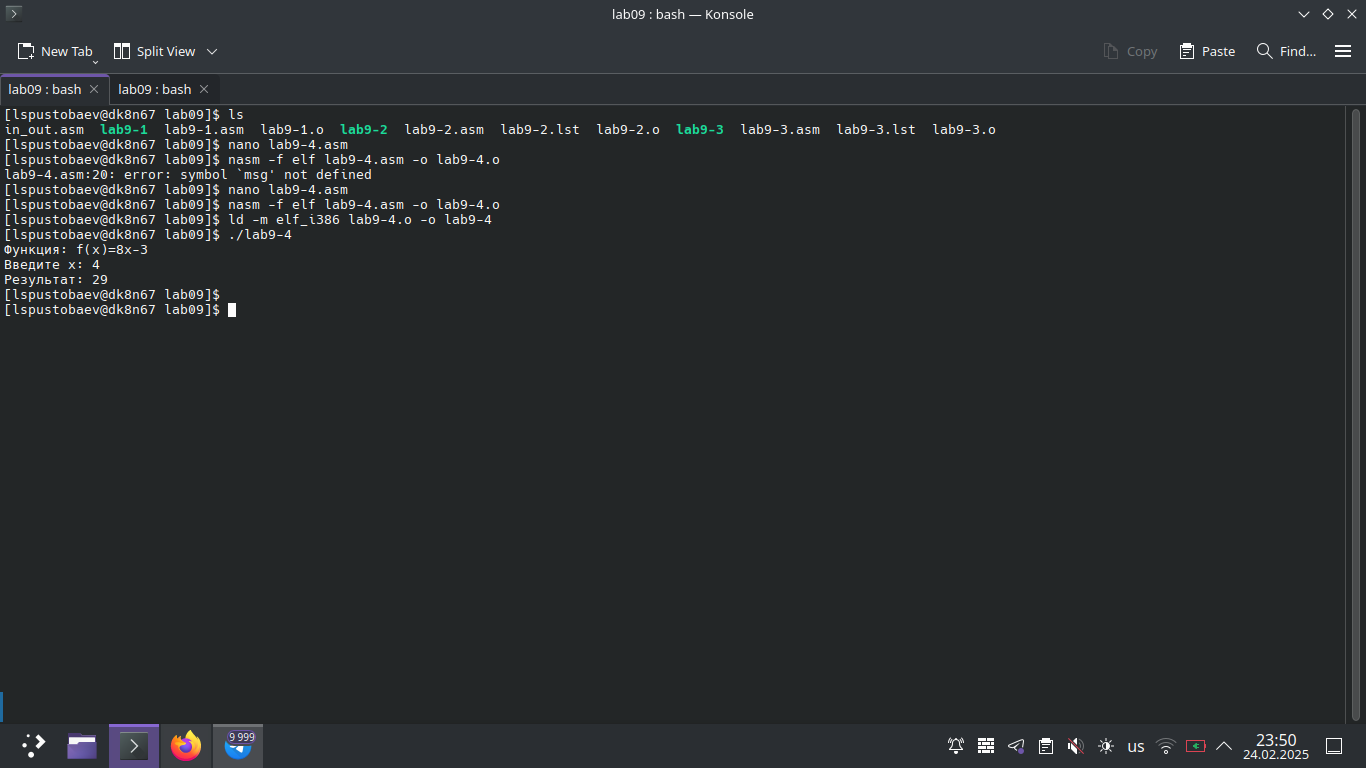 lab09 : bash — Konsole
New Tab Split View Copy Paste Find...
lab09 : bash lab09 : bash
[lspustobaev@dk8n67 lab09]$ ls
in_out.asm lab9-1 lab9-1.asm lab9-1.o lab9-2 lab9-2.asm lab9-2.lst lab9-2.o lab9-3 lab9-3.asm lab9-3.lst lab9-3.o
[lspustobaev@dk8n67 lab09]$ nano lab9-4.asm
[lspustobaev@dk8n67 lab09]$ nasm -f elf lab9-4.asm -o lab9-4.o
lab9-4.asm:20: error: symbol `msg' not defined
[lspustobaev@dk8n67 lab09]$ nano lab9-4.asm
[lspustobaev@dk8n67 lab09]$ nasm -f elf lab9-4.asm -o lab9-4.o
[lspustobaev@dk8n67 lab09]$ ld -m elf_i386 lab9-4.o -o lab9-4
[lspustobaev@dk8n67 lab09]$ ./lab9-4
Функция: f(x)=8x-3
Введите x: 4
Результат: 29
[lspustobaev@dk8n67 lab09]$
[lspustobaev@dk8n67 lab09]$
9 999
us
23:50
24.02.2025